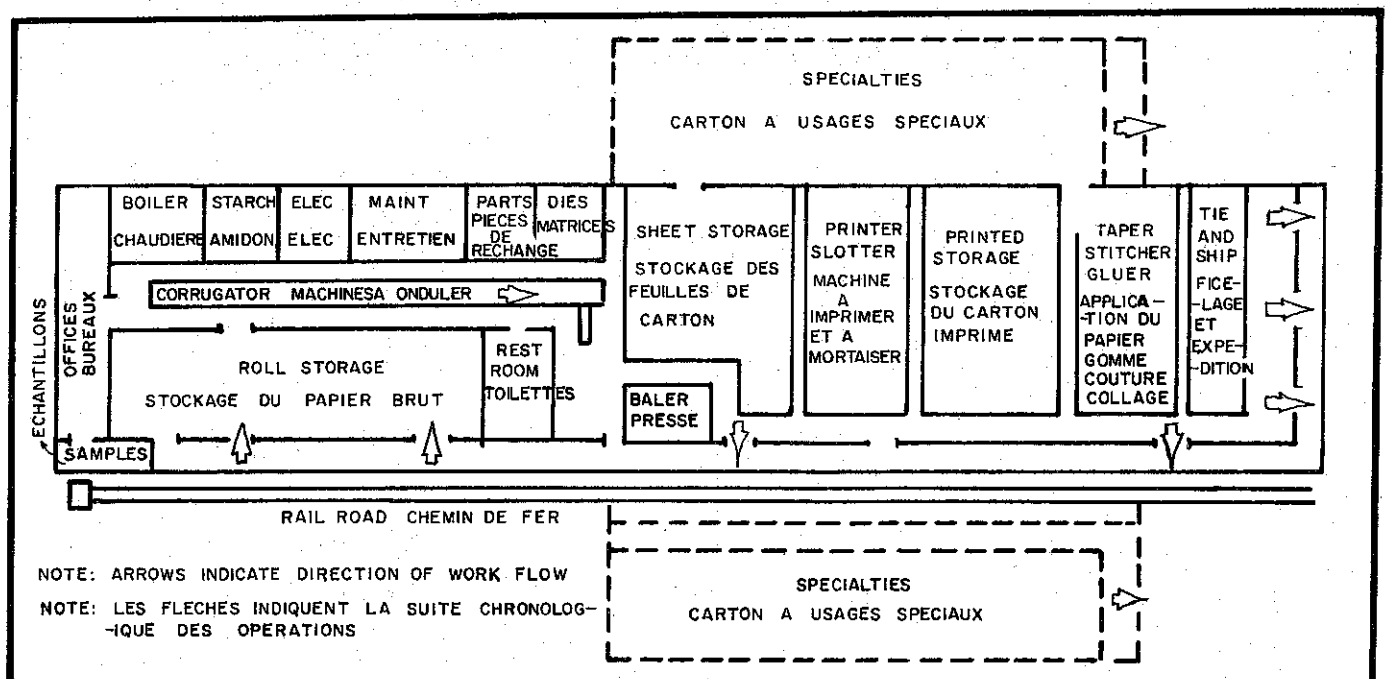 SPECIALTIES
CARTON A USAGES SPECIAUX
BOILER
CHAUDIERE
STARCH
AMIDON
ELEC
ELEC
MAINT
ENTRETIEN
PARTS
PIECES
DE
RECHANGE
DIES
MATRICES
SHEET STORAGE
STOCKAGE DES
FEUILLES DE
CARTON
PRINTER
SLOTTER
MACHINE
A
IMPRIMER
ET A
MORTAISER
PRINTED
STORAGE
STOCKAGE
DU CARTON
IMPRIME
TAPER
STITCHER
GLUER
APPLICA-
-TION DU
PAPIER
GOMME
COUTURE
COLLAGE
TIE
AND
SHIP
FICE-
-LAGE
ET
EXPE-
-DITION
ECHANTILLONS
OFFICES
BUREAUX
CORRUGATOR MACHINESA ONDULER
ROLL STORAGE
STOCKAGE DU PAPIER BRUT
REST
ROOM
TOILETTES
BALER
PRESSE
SAMPLES
RAIL ROAD CHEMIN DE FER
NOTE: ARROWS INDICATE DIRECTION OF WORK FLOW
NOTE: LES FLECHES INDIQUENT LA SUITE CHRONOLOG-
-IQUE DES OPERATIONS
SPECIALTIES
CARTON A USAGES SPECIAUX